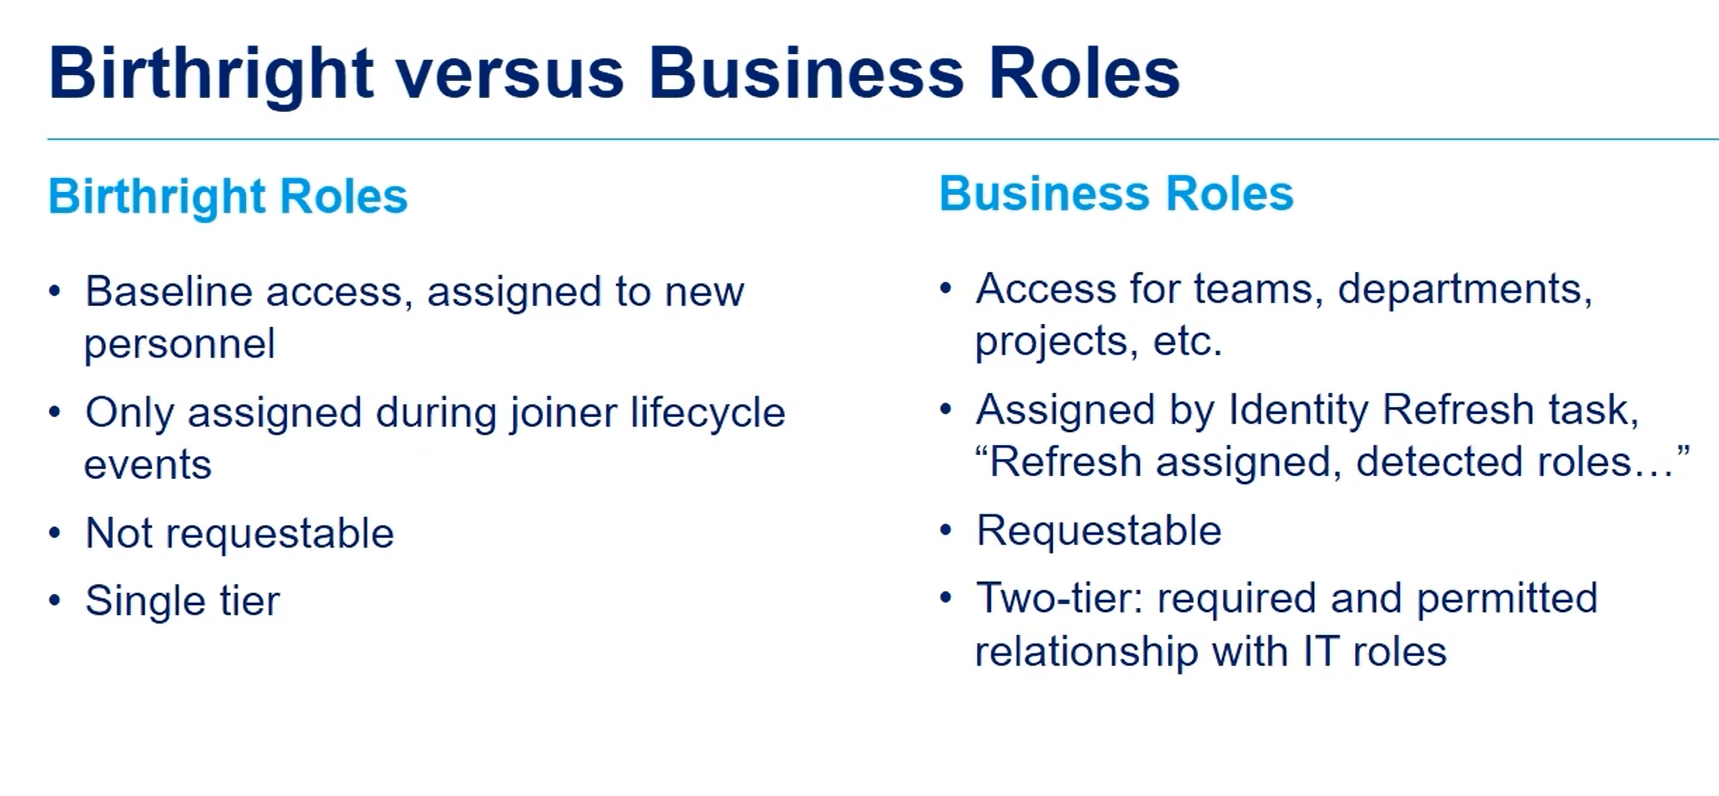 Birthright versus Business Roles
Birthright Roles
• Baseline access, assigned to new
personnel
• Only assigned during joiner lifecycle
events
• Not requestable
• Single tier
Business Roles
• Access for teams, departments,
projects, etc.
• Assigned by Identity Refresh task,
“Refresh assigned, detected roles…”
• Requestable
• Two-tier: required and permitted
relationship with IT roles